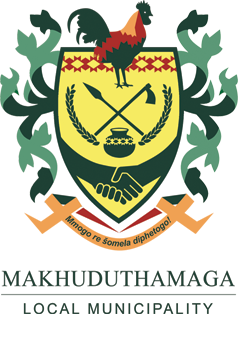 Mmogo re šomela diphetogo!
MAKHUDUTHAMAGA
LOCAL MUNICIPALITY